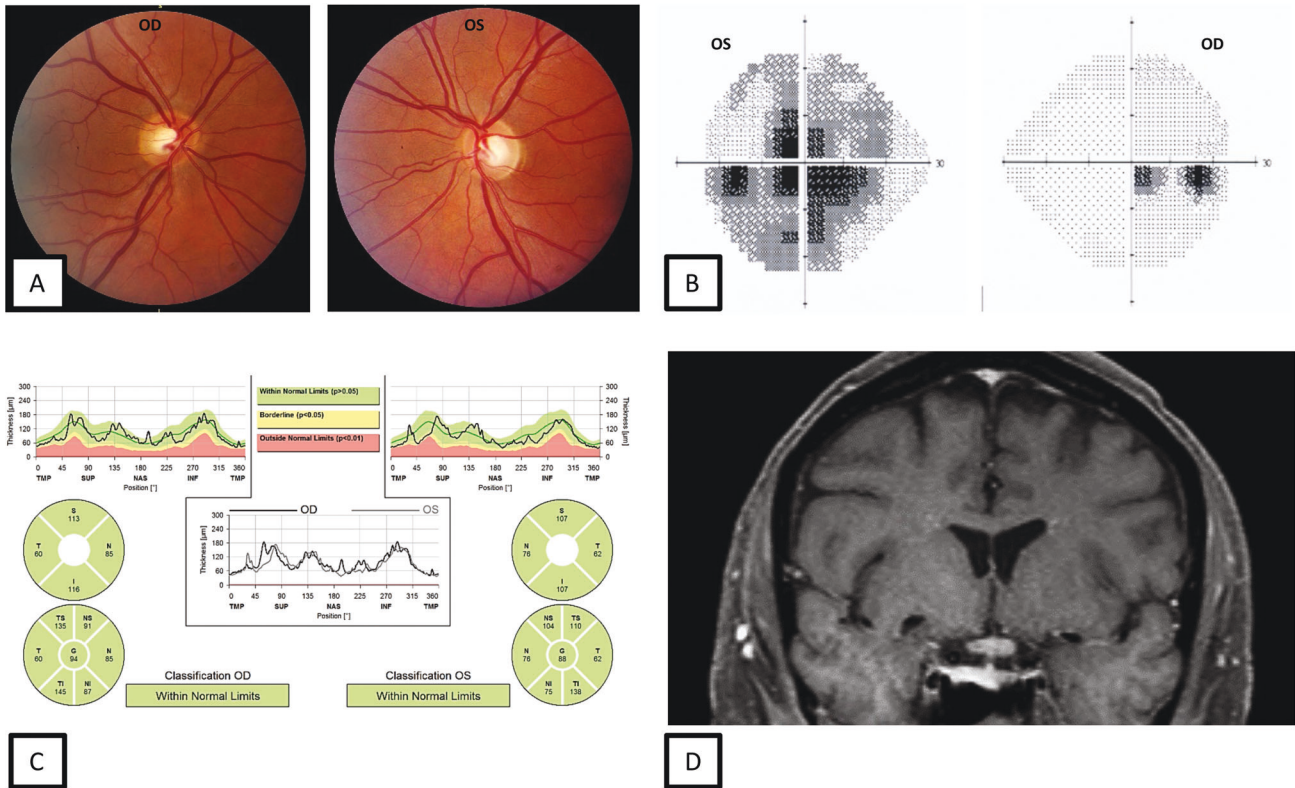 OD
OS
A
OS
30
OD
30
B
300
240
180
120
60
0
Thickness [µm]
0 45 90 135 180 225 270 315 360
TMP SUP NAS INF TMP
Position [°]
Within Normal Limits (p>0.05)
Borderline (p<0.05)
Outside Normal Limits (p<0.01)
300
240
180
120
60
0
Thickness [µm]
0 45 90 135 180 225 270 315 360
TMP SUP NAS INF TMP
Position [°]
OD OS
300
240
180
120
60
0
Thickness [µm]
0 45 90 135 180 225 270 315 360
TMP SUP NAS INF TMP
Position [°]
S
113
T
60
N
85
I
116
TS
135
NS
91
T
60
G
94
N
85
TI
145
NI
87
Classification OD
Within Normal Limits
S
107
N
76
T
62
I
107
NS
104
TS
110
N
76
G
88
T
62
NI
75
TI
138
Classification OS
Within Normal Limits
C
D